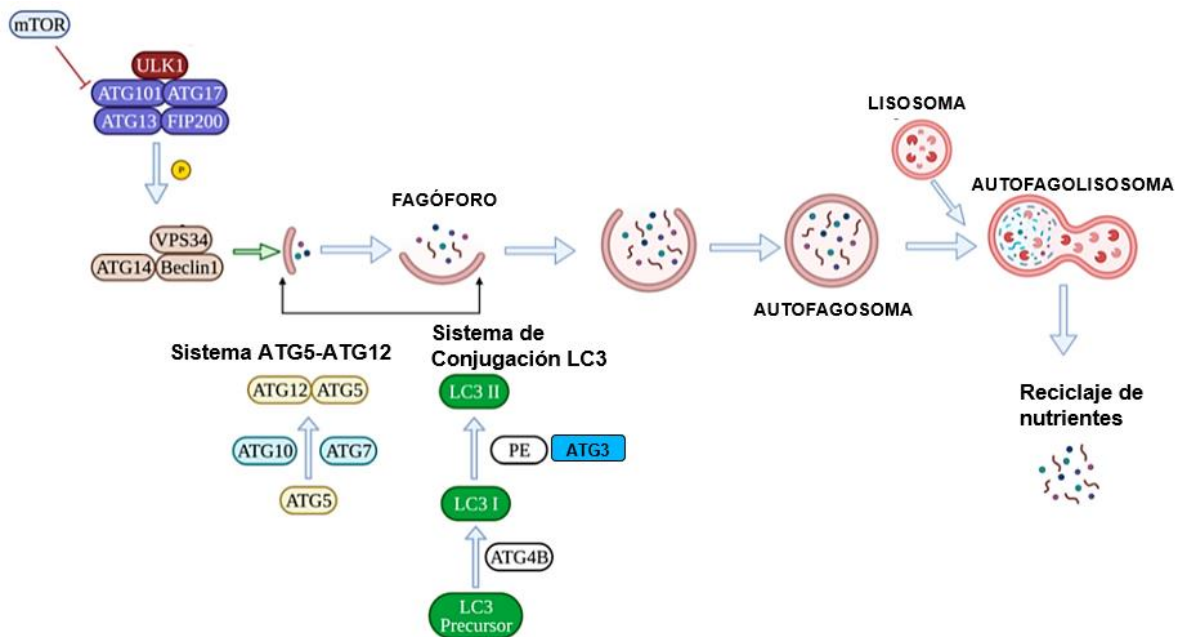 mTOR
ULK1
ATG101 ATG17
ATG13 FIP200
P
VPS34
ATG14 Beclin1
FAGÓFORO
LISOSOMA
AUTOFAGOLISOSOMA
AUTOFAGOSOMA
Sistema ATG5-ATG12
ATG12 ATG5
ATG10 ATG7
ATG5
Sistema de
Conjugación LC3
LC3 II
PE ATG3
LC3 I
ATG4B
LC3
Precursor
Reciclaje de
nutrientes